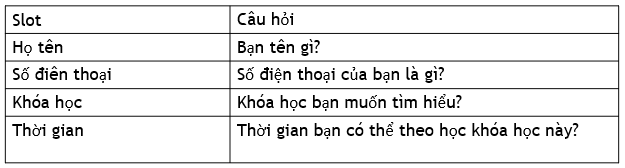 Slot Câu hỏi
Họ tên Bạn tên gì?
Số điên thoại Số điện thoại của bạn là gì?
Khóa học Khóa học bạn muốn tìm hiểu?
Thời gian Thời gian bạn có thể theo học khóa học này?